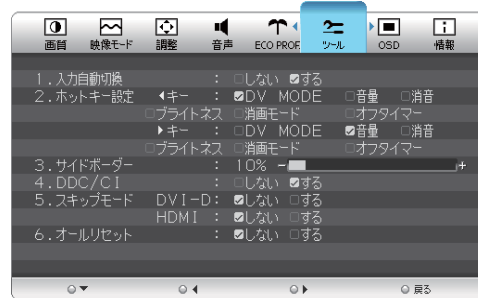 画質 映像モード 調整 音声 ECO PROF. ツール OSD 情報
1.入力自動切換 : □しない ☑する
2.ホットキー設定 ◀キー : ☑DV MODE □音量 □消音
□ブライトネス □消画モード □オフタイマー
▶キー : □DV MODE ☑音量 □消音
□ブライトネス □消画モード □オフタイマー
3.サイドボーダー : 10% - +
4.DDC/CI : □しない ☑する
5.スキップモード DVI-D: ☑しない □する
HDMI : ☑しない □する
6.オールリセット : ☑しない □する
▼ ◀ ▶ 戻る